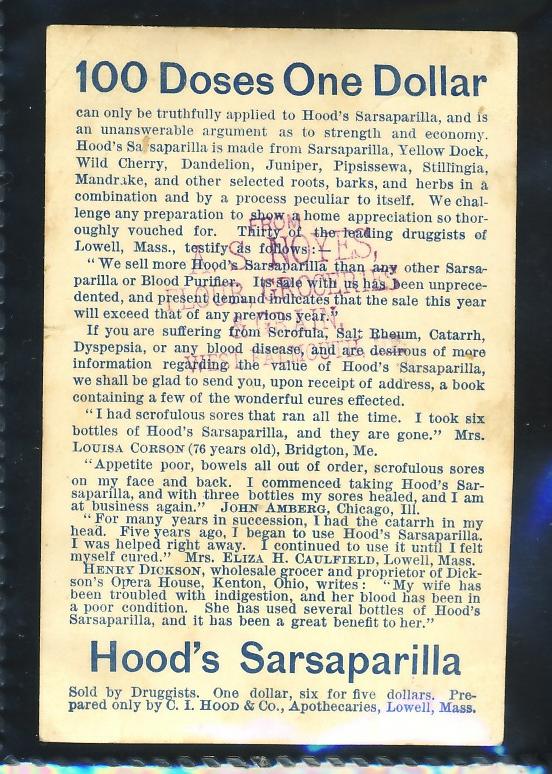 100 Doses One Dollar
can only be truthfully applied to Hood's Sarsaparilla, and is
an unanswerable argument as to strength and economy.
Hood's Sarsaparilla is made from Sarsaparilla, Yellow Dock,
Wild Cherry, Dandelion, Juniper, Pipsissewa, Stillingia,
Mandrake, and other selected roots, barks, and herbs in a
combination and by a process peculiar to itself. We chal-
lenge any preparation to show a home appreciation so thor-
oughly vouched for. Thirty of the leading druggists of
Lowell, Mass., testify as follows:—
"We sell more Hood's Sarsaparilla than any other Sarsa-
parilla or Blood Purifier. Its sale with us has been unprece-
dented, and present demand indicates that the sale this year
will exceed that of any previous year."
If you are suffering from Scrofula, Salt Rheum, Catarrh,
Dyspepsia, or any blood disease, and are desirous of more
information regarding the value of Hood's Sarsaparilla,
we shall be glad to send you, upon receipt of address, a book
containing a few of the wonderful cures effected.
"I had scrofulous sores that ran all the time. I took six
bottles of Hood's Sarsaparilla, and they are gone." Mrs.
LOUISA CORSON (76 years old), Bridgton, Me.
"Appetite poor, bowels all out of order, scrofulous sores
on my face and back. I commenced taking Hood's Sar-
saparilla, and with three bottles my sores healed, and I am
at business again." JOHN AMBERG, Chicago, Ill.
"For many years in succession, I had the catarrh in my
head. Five years ago, I began to use Hood's Sarsaparilla.
I was helped right away. I continued to use it until I felt
myself cured." Mrs. ELIZA H. CAULFIELD, Lowell, Mass.
HENRY DICKSON, wholesale grocer and proprietor of Dick-
son's Opera House, Kenton, Ohio, writes: "My wife has
been troubled with indigestion, and her blood has been in
a poor condition. She has used several bottles of Hood's
Sarsaparilla, and it has been a great benefit to her."
Hood's Sarsaparilla
Sold by Druggists. One dollar, six for five dollars. Pre-
pared only by C. I. HOOD & Co., Apothecaries, Lowell, Mass.
FROM
S. NOYES,
FLOUR, GROCERIES
& GRAIN,
WEST FALMOUTH